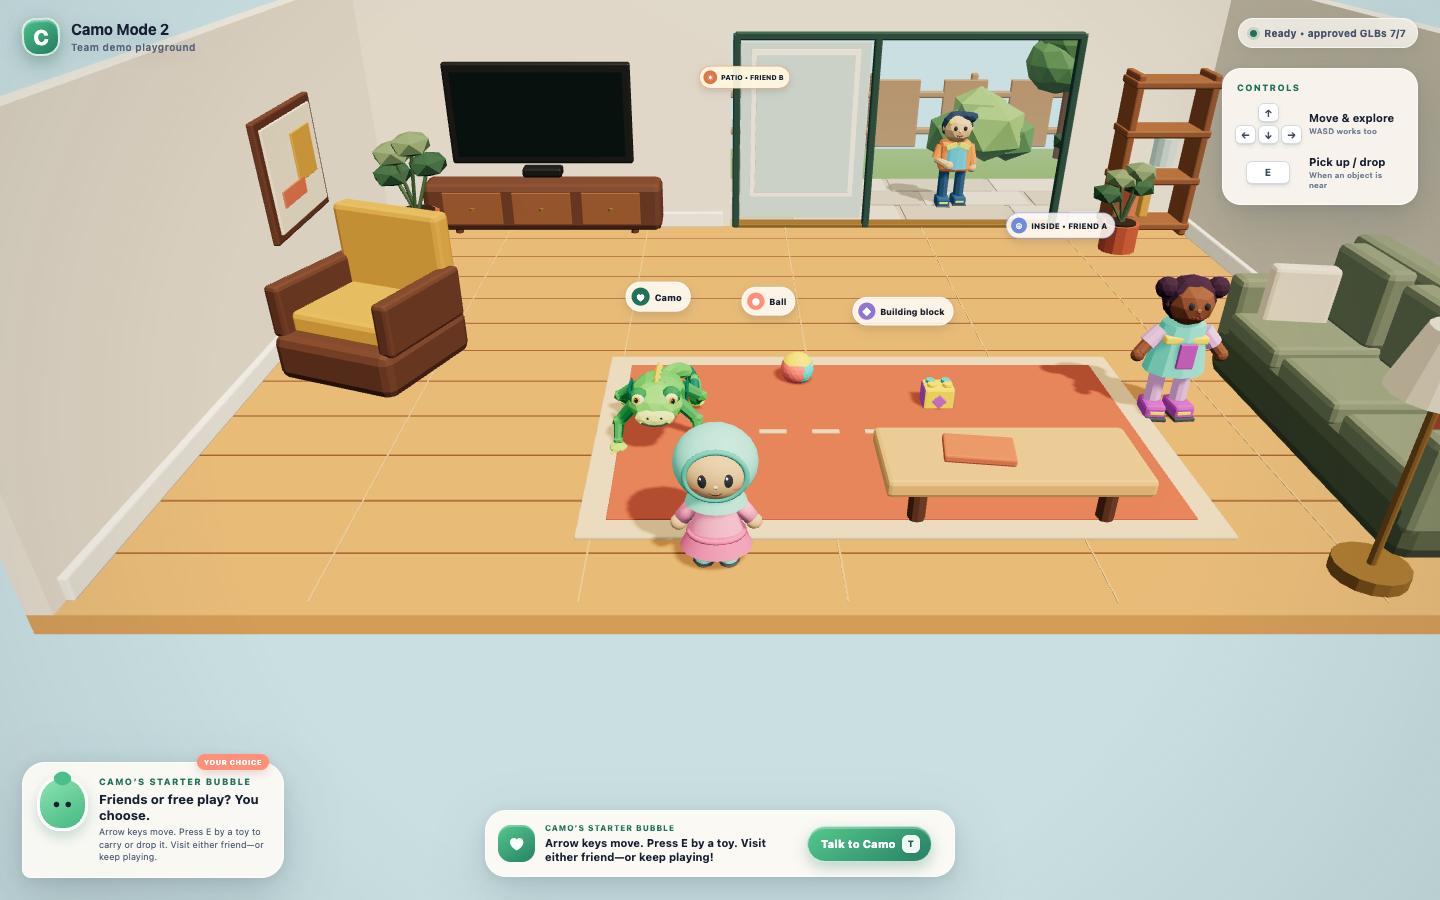 C
Camo Mode 2
Team demo playground
Ready • approved GLBs 7/7
CONTROLS
↑
← ↓ →
Move & explore
WASD works too
E
Pick up / drop
When an object is
near
PATIO • FRIEND B
INSIDE • FRIEND A
Camo
Ball
Building block
YOUR CHOICE
CAMO'S STARTER BUBBLE
Friends or free play? You
choose.
Arrow keys move. Press E by a toy to
carry or drop it. Visit either friend—or
keep playing.
CAMO'S STARTER BUBBLE
Arrow keys move. Press E by a toy. Visit
either friend—or keep playing!
Talk to Camo T